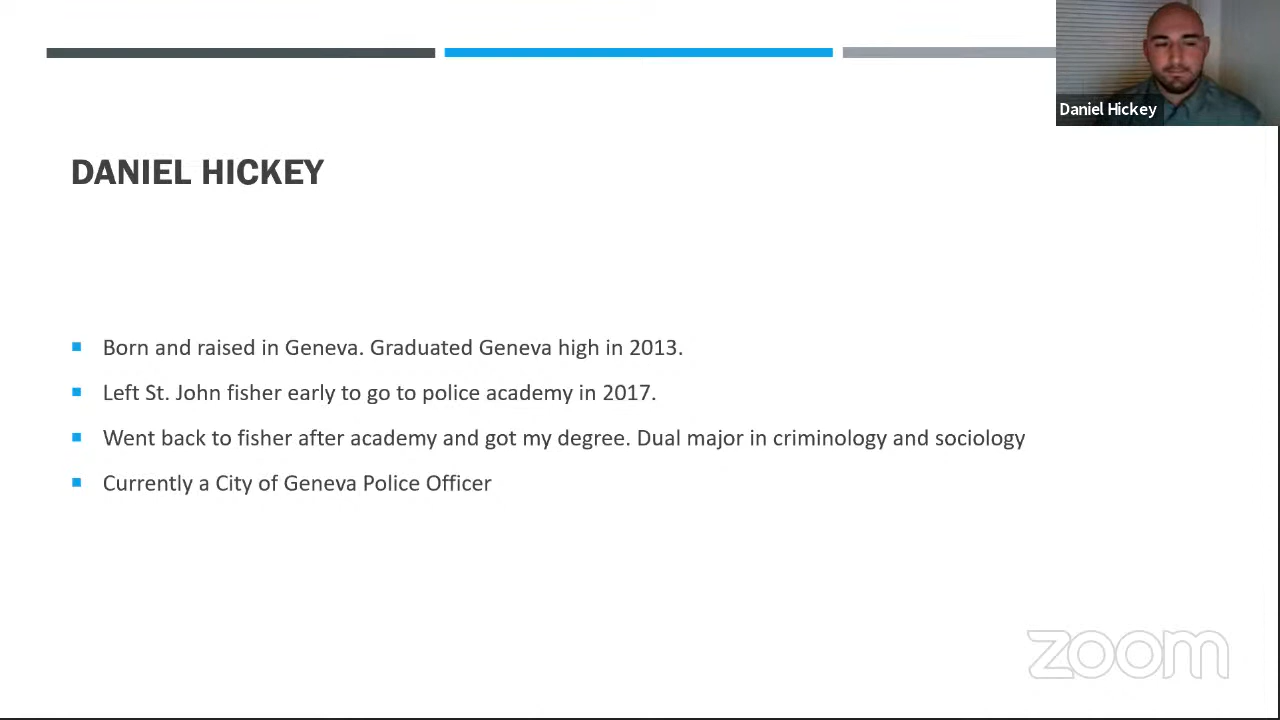 Daniel Hickey
DANIEL HICKEY
Born and raised in Geneva. Graduated Geneva high in 2013.
Left St. John fisher early to go to police academy in 2017.
Went back to fisher after academy and got my degree. Dual major in criminology and sociology
Currently a City of Geneva Police Officer
zoom